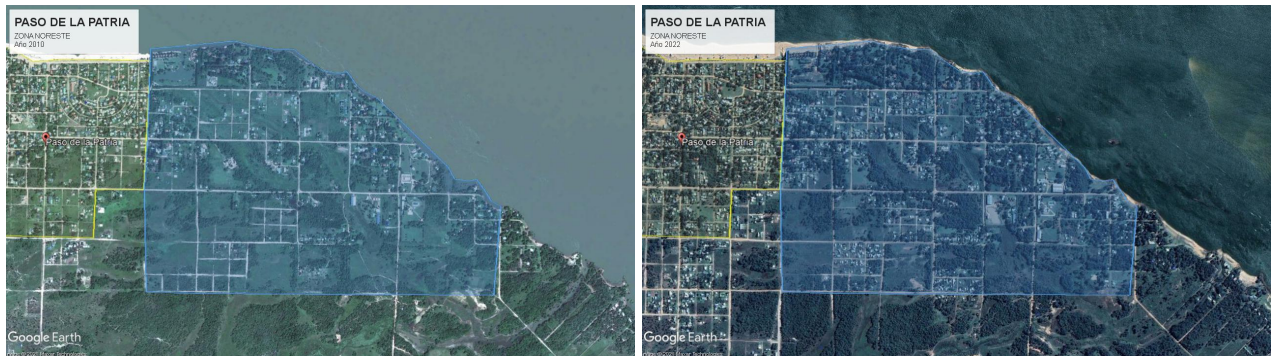 PASO DE LA PATRIA
ZONA NORESTE
Año 2010
Paso de la Patria
Google Earth
PASO DE LA PATRIA
ZONA NORESTE
Año 2022
Paso de la Patria
Google Earth